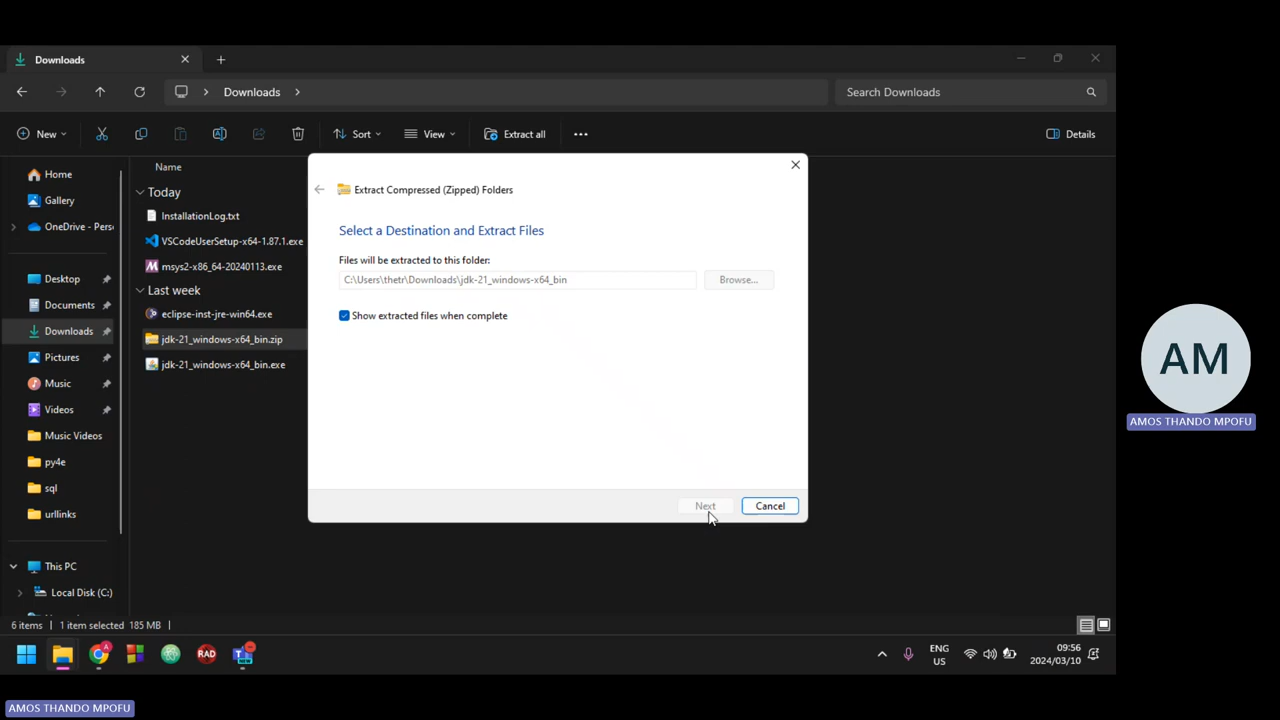 Downloads
Downloads
Search Downloads
New
Sort
View
Extract all
Details
Home
Gallery
OneDrive - Pers
Desktop
Documents
Downloads
Pictures
Music
Videos
Music Videos
py4e
sql
urllinks
This PC
Local Disk (C:)
Name
Today
InstallationLog.txt
VSCodeUserSetup-x64-1.87.1.exe
msys2-x86_64-20240113.exe
Last week
eclipse-inst-jre-win64.exe
jdk-21_windows-x64_bin.zip
jdk-21_windows-x64_bin.exe
Extract Compressed (Zipped) Folders
Select a Destination and Extract Files
Files will be extracted to this folder:
C:\Users\thetr\Downloads\jdk-21_windows-x64_bin
Browse...
Show extracted files when complete
Next
Cancel
6 items
1 item selected 185 MB
RAD
ENG
US
09:56
2024/03/10
AM
AMOS THANDO MPOFU
AMOS THANDO MPOFU